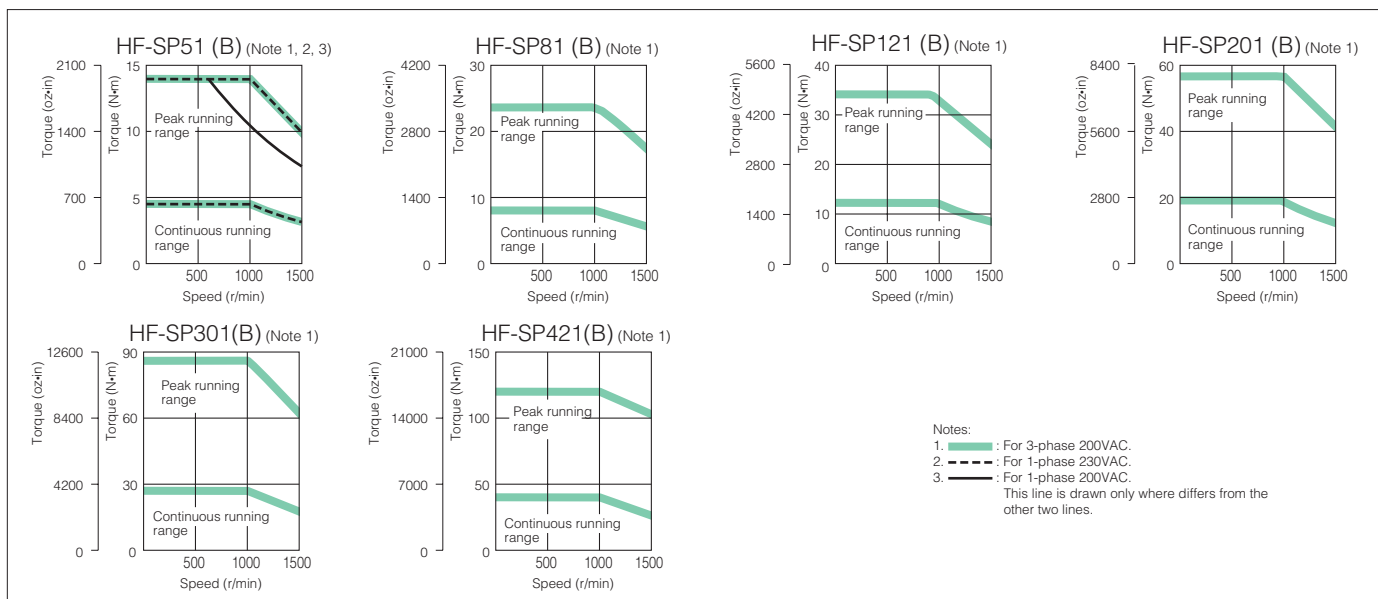 HF-SP51 (B) (Note 1, 2, 3)
Torque (oz•in)
2100
1400
700
0
Torque (N•m)
15
10
5
0
Peak running
range
Continuous running
range
500 1000 1500
Speed (r/min)
HF-SP81 (B) (Note 1)
Torque (oz•in)
4200
2800
1400
0
Torque (N•m)
30
20
10
0
Peak running
range
Continuous running
range
500 1000 1500
Speed (r/min)
HF-SP121 (B) (Note 1)
Torque (oz•in)
5600
4200
2800
1400
0
Torque (N•m)
40
30
20
10
0
Peak running
range
Continuous running
range
500 1000 1500
Speed (r/min)
HF-SP201 (B) (Note 1)
Torque (oz•in)
8400
5600
2800
0
Torque (N•m)
60
40
20
0
Peak running
range
Continuous running
range
500 1000 1500
Speed (r/min)
HF-SP301(B) (Note 1)
Torque (oz•in)
12600
8400
4200
0
Torque (N•m)
90
60
30
0
Peak running
range
Continuous running
range
500 1000 1500
Speed (r/min)
HF-SP421(B) (Note 1)
Torque (oz•in)
21000
14000
7000
0
Torque (N•m)
150
100
50
0
Peak running
range
Continuous running
range
500 1000 1500
Speed (r/min)
Notes:
1. : For 3-phase 200VAC.
2. : For 1-phase 230VAC.
3. : For 1-phase 200VAC.
This line is drawn only where differs from the
other two lines.